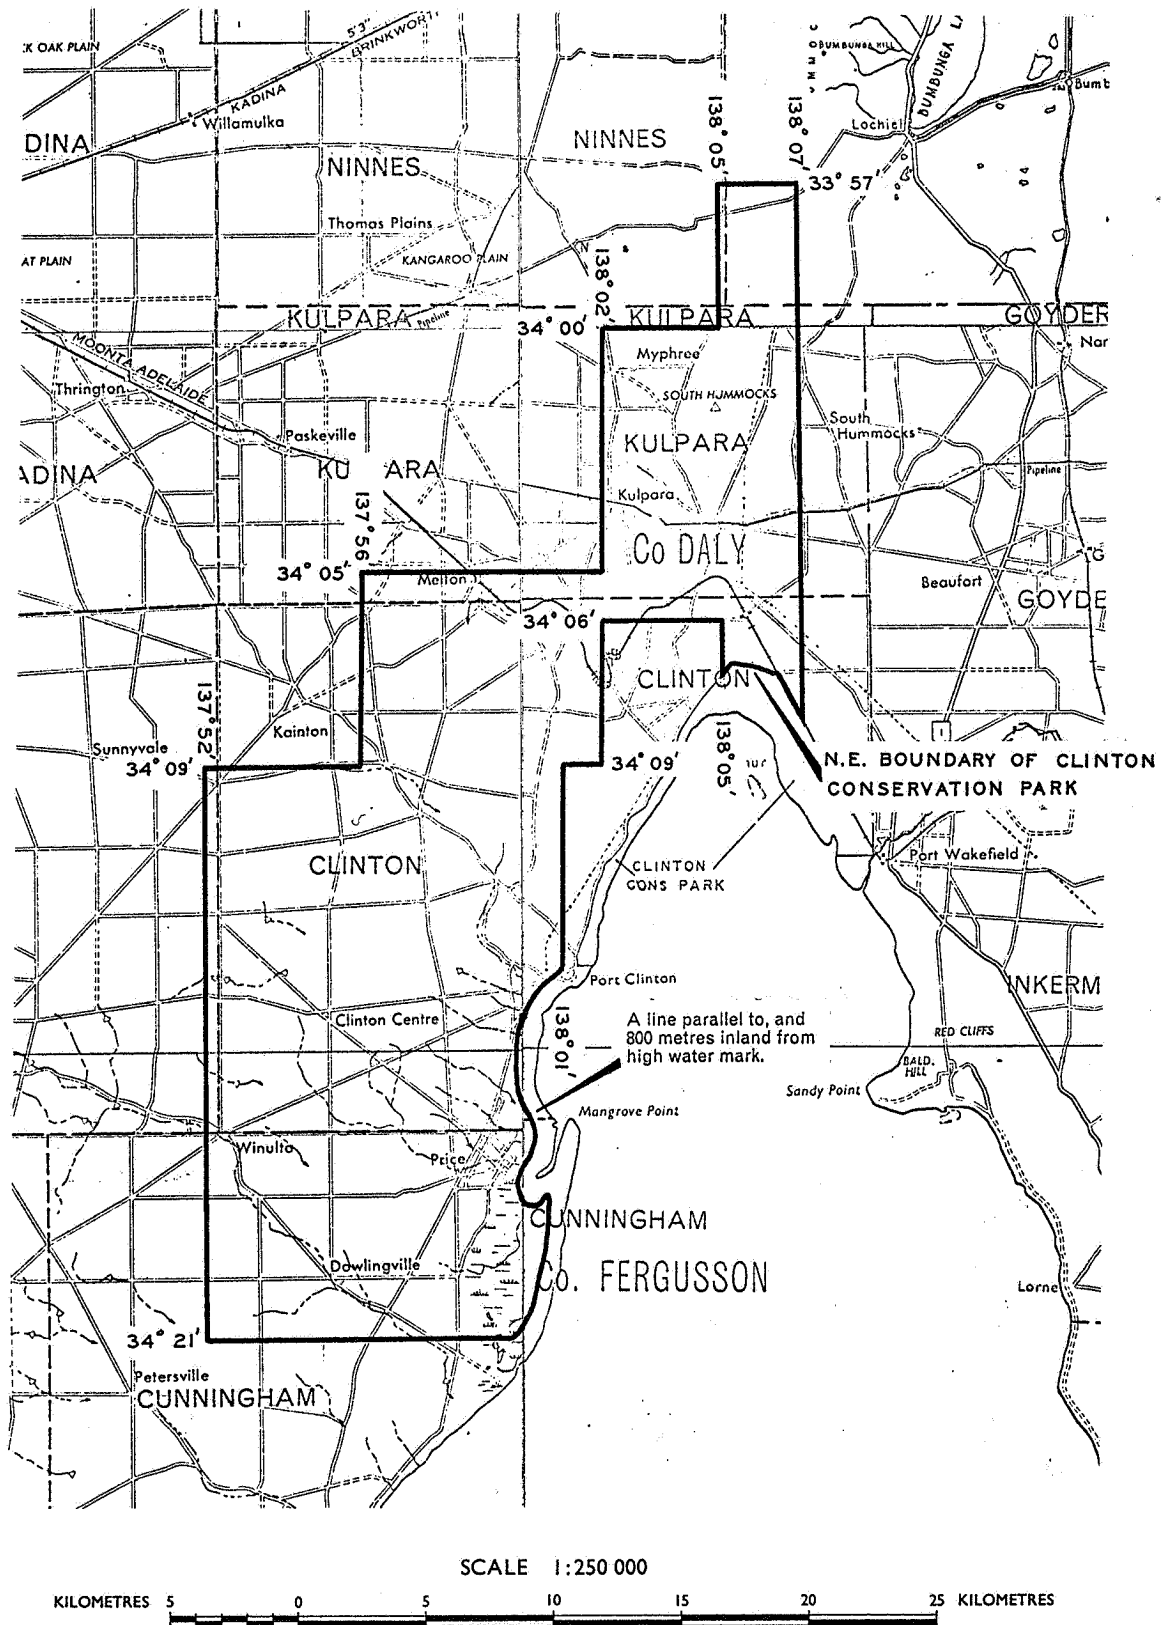 K OAK PLAIN
5'3"
BRINKWORT
KADINA
Willamulka
DINA
NINNES
NINNES
BUMBUNGA HILL
BUMBUNGA
Bumb
Lochiel
138° 05'
138° 07'
33° 57'
Thomas Plains
KANGAROO PLAIN
AT PLAIN
138° 02'
KULPARA
Pipeline
34° 00'
KULPARA
GOYDER
Nar
MOONTA ADELAIDE
Thrington
Myphree
SOUTH HUMMOCKS
South
Hummocks
Paskeville
KU ARA
KULPARA
ADINA
Pipeline
Kulpara
137° 56'
Co DALY
34° 05'
Melton
Beaufort
GOYDE
34° 06'
CLINTON
137° 52'
Kainton
Sunnyvale
34° 09'
34° 09'
138° 05'
N.E. BOUNDARY OF CLINTON
CONSERVATION PARK
CLINTON
CLINTON
CONS PARK
Port Wakefield
Port Clinton
INKERM
Clinton Centre
138° 01'
A line parallel to, and
800 metres inland from
high water mark.
RED CLIFFS
BALD
HILL
Sandy Point
Mangrove Point
Winulta
Price
CUNNINGHAM
Dowlingville
Co. FERGUSSON
Lorne
34° 21'
Petersville
CUNNINGHAM
SCALE 1:250 000
KILOMETRES 5 0 5 10 15 20 25 KILOMETRES